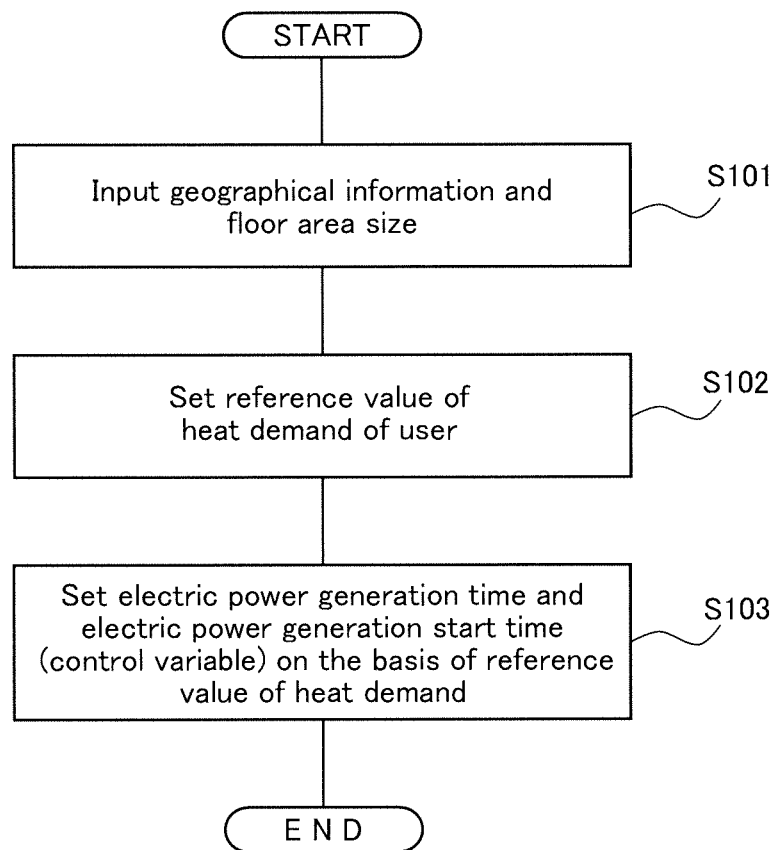 START
Input geographical information and
floor area size
S101
Set reference value of
heat demand of user
S102
Set electric power generation time and
electric power generation start time
(control variable) on the basis of reference
value of heat demand
S103
END